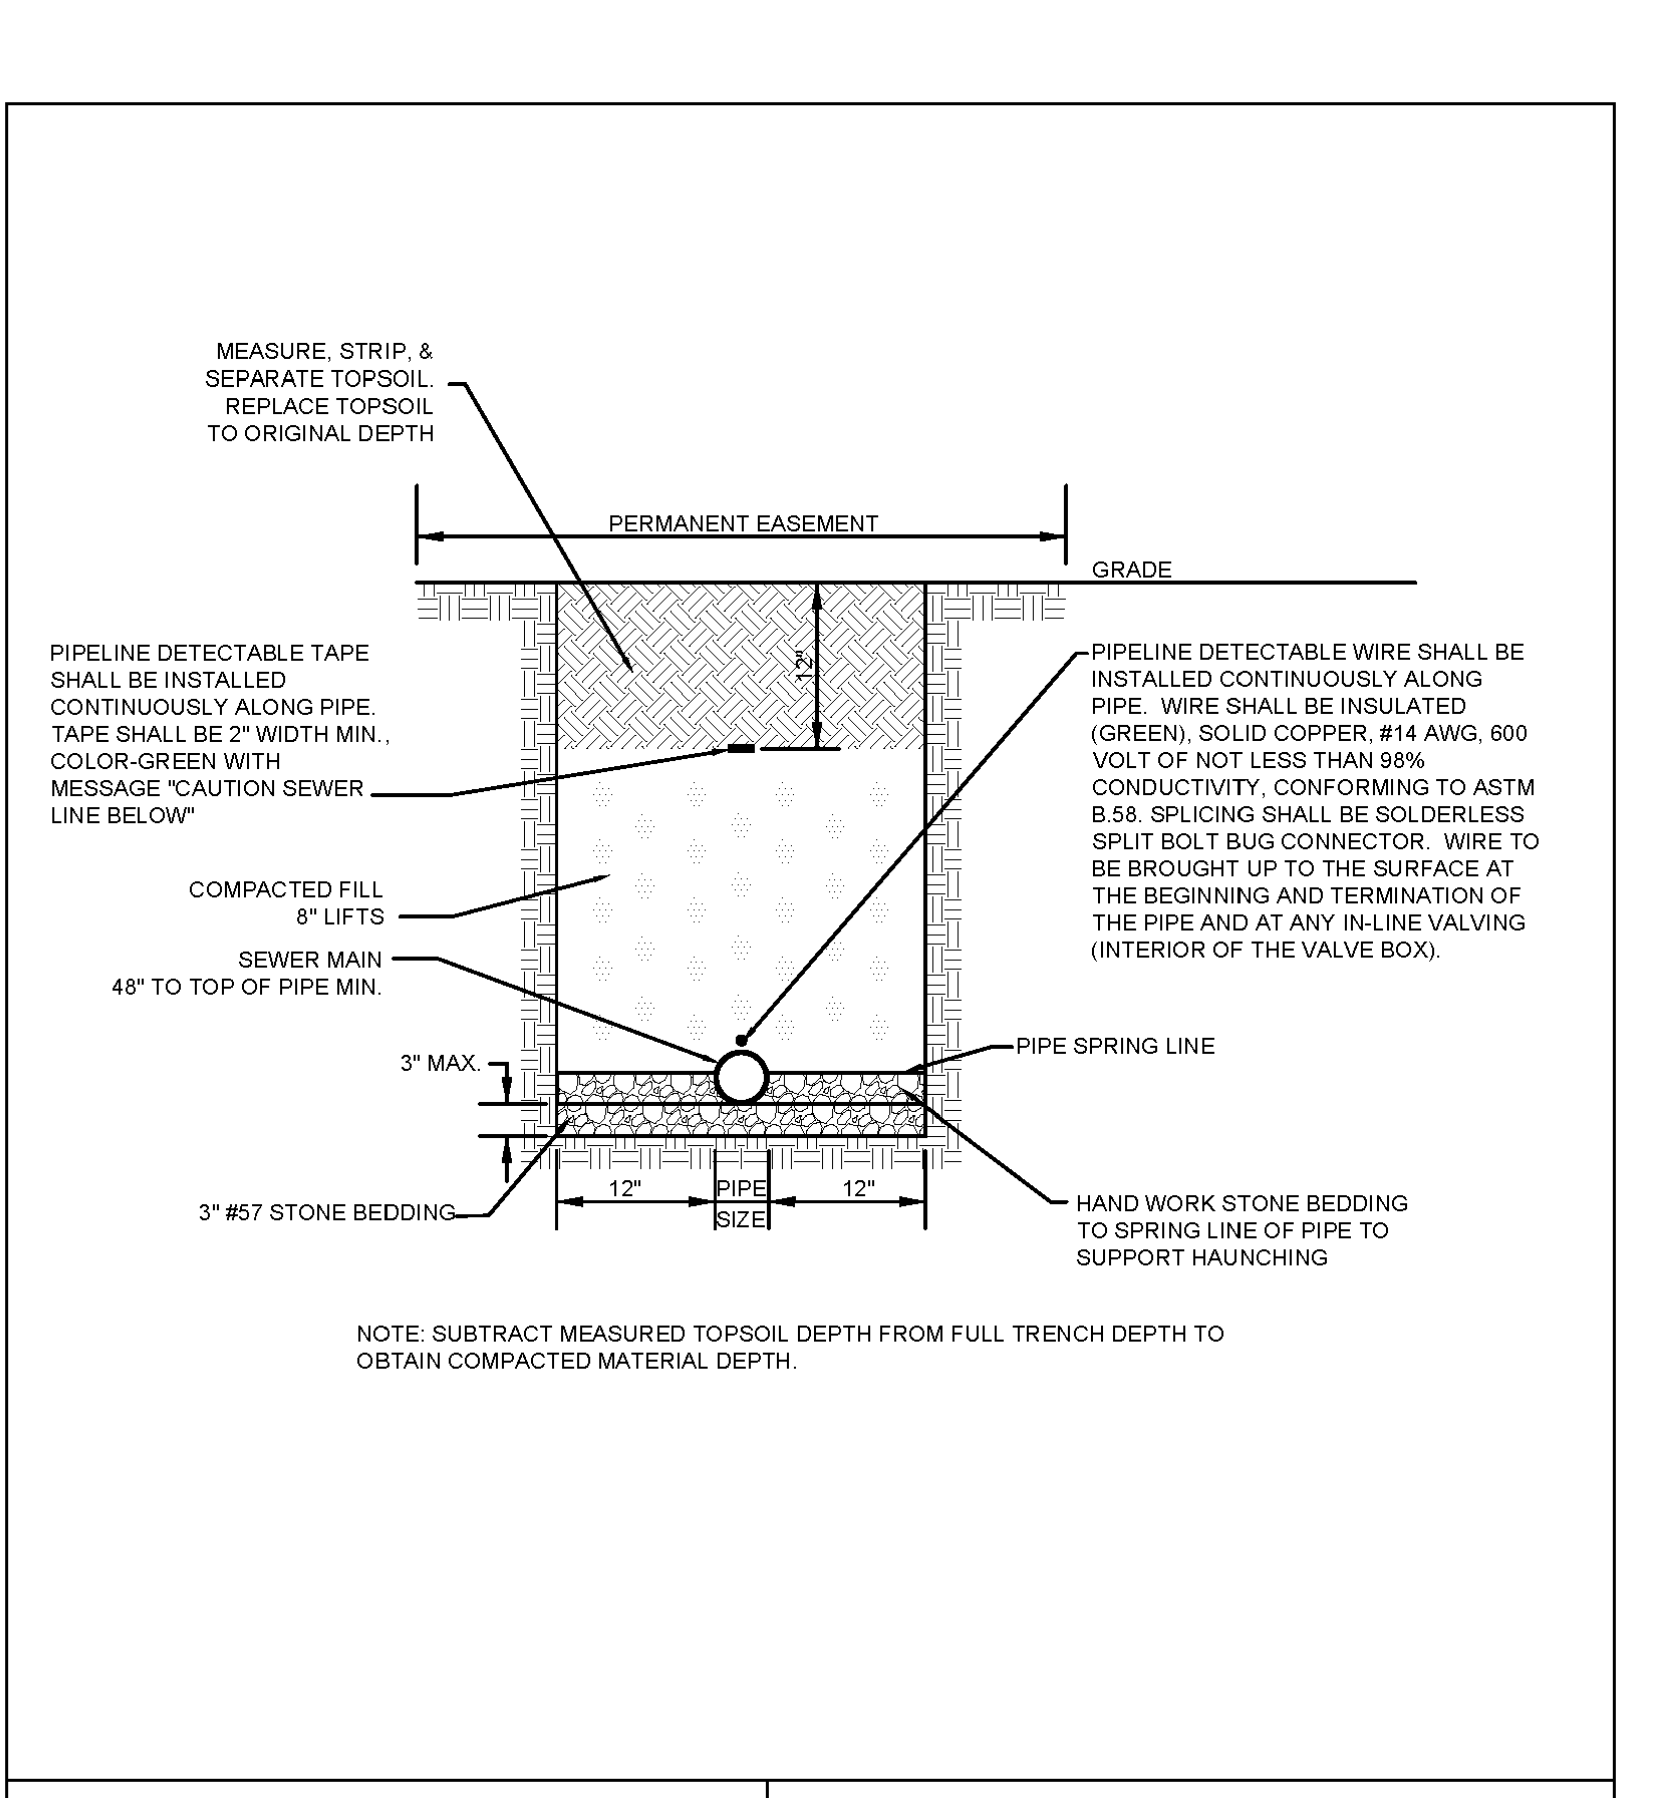 MEASURE, STRIP, &
SEPARATE TOPSOIL.
REPLACE TOPSOIL
TO ORIGINAL DEPTH
PERMANENT EASEMENT
GRADE
12"
PIPELINE DETECTABLE TAPE
SHALL BE INSTALLED
CONTINUOUSLY ALONG PIPE.
TAPE SHALL BE 2" WIDTH MIN.,
COLOR-GREEN WITH
MESSAGE "CAUTION SEWER
LINE BELOW"
PIPELINE DETECTABLE WIRE SHALL BE
INSTALLED CONTINUOUSLY ALONG
PIPE. WIRE SHALL BE INSULATED
(GREEN), SOLID COPPER, #14 AWG, 600
VOLT OF NOT LESS THAN 98%
CONDUCTIVITY, CONFORMING TO ASTM
B.58. SPLICING SHALL BE SOLDERLESS
SPLIT BOLT BUG CONNECTOR. WIRE TO
BE BROUGHT UP TO THE SURFACE AT
THE BEGINNING AND TERMINATION OF
THE PIPE AND AT ANY IN-LINE VALVING
(INTERIOR OF THE VALVE BOX).
COMPACTED FILL
8" LIFTS
SEWER MAIN
48" TO TOP OF PIPE MIN.
3" MAX.
PIPE SPRING LINE
3" #57 STONE BEDDING
12"
PIPE
SIZE
12"
HAND WORK STONE BEDDING
TO SPRING LINE OF PIPE TO
SUPPORT HAUNCHING
NOTE: SUBTRACT MEASURED TOPSOIL DEPTH FROM FULL TRENCH DEPTH TO
OBTAIN COMPACTED MATERIAL DEPTH.